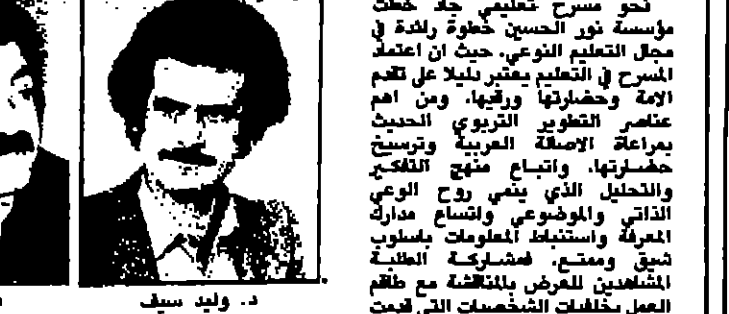 نحو مسرح تعليمي جاد خطت
مؤسسة نور الحسين خطوة رائدة في
مجال التعليم النوعي. حيث ان اعتماد
المسرح في التعليم يعتبر دليلا على تقدم
الامة وحضارتها ورقيها. ومن اهم
عناصر التطوير التربوي الحديث
بمراعاة الاصالة العربية وترسيخ
حضارتها. واتباع منهج التفكير
والتحليل الذي ينمي روح الوعي
الذاتي والموضوعي واتساع مدارك
المعرفة واستنباط المعلومات باسلوب
شيق وممتع. فمشاركة الطلبة
المشاهدين للعرض بالمناقشة مع طاقم
العمل بخلفيات الشخصيات التي قدمت
د. وليد سيف